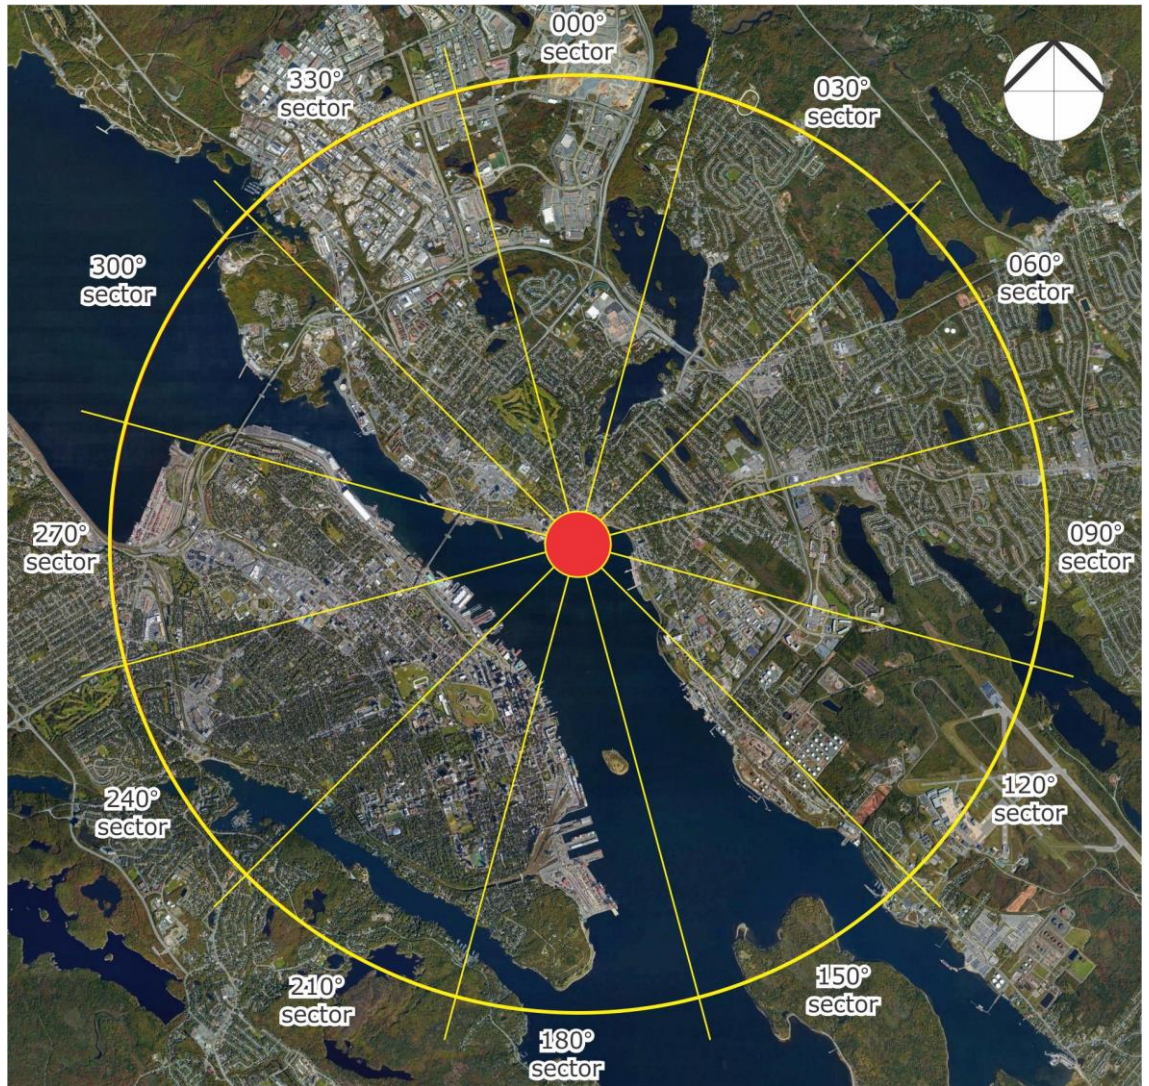 000°
sector
330°
sector
030°
sector
300°
sector
060°
sector
270°
sector
090°
sector
240°
sector
120°
sector
210°
sector
150°
sector
180°
sector